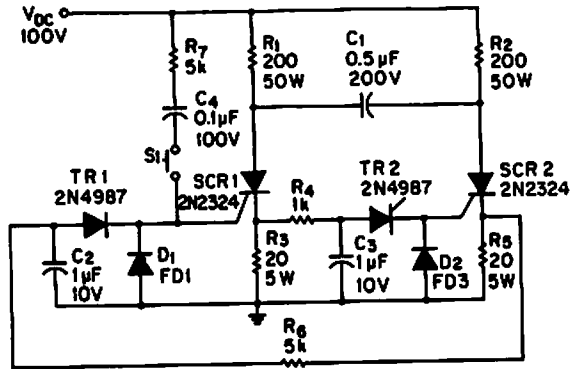 VDC
100V
R7
5k
C4
0.1µF
100V
S1
R1
200
50W
C1
0.5µF
200V
R2
200
50W
TR1
2N4987
SCR1
2N2324
R4
1k
TR2
2N4987
SCR2
2N2324
C2
1µF
10V
D1
FD1
R3
20
5W
C3
1µF
10V
D2
FD3
R5
20
5W
R6
5k